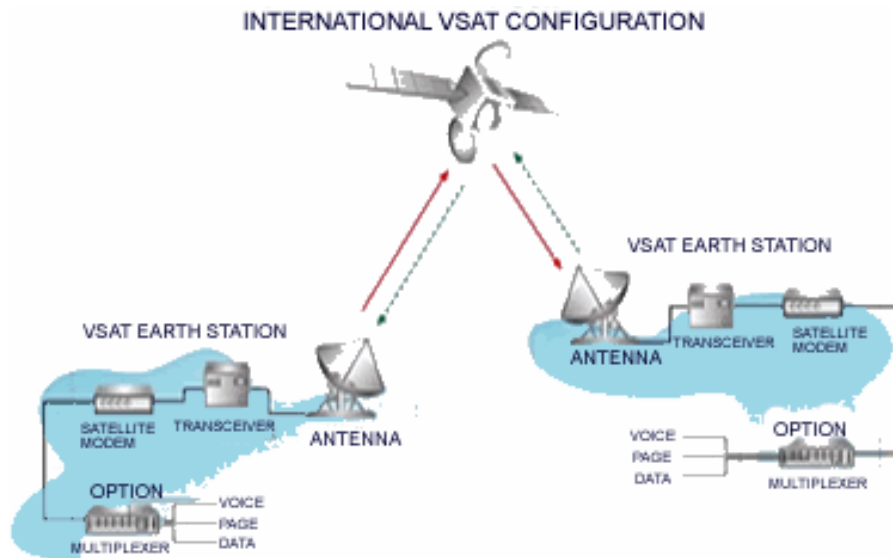 INTERNATIONAL VSAT CONFIGURATION
VSAT EARTH STATION
ANTENNA
TRANSCEIVER
SATELLITE
MODEM
OPTION
MULTIPLEXER
VOICE
PAGE
DATA
VSAT EARTH STATION
SATELLITE
MODEM
TRANSCEIVER
ANTENNA
OPTION
MULTIPLEXER
VOICE
PAGE
DATA